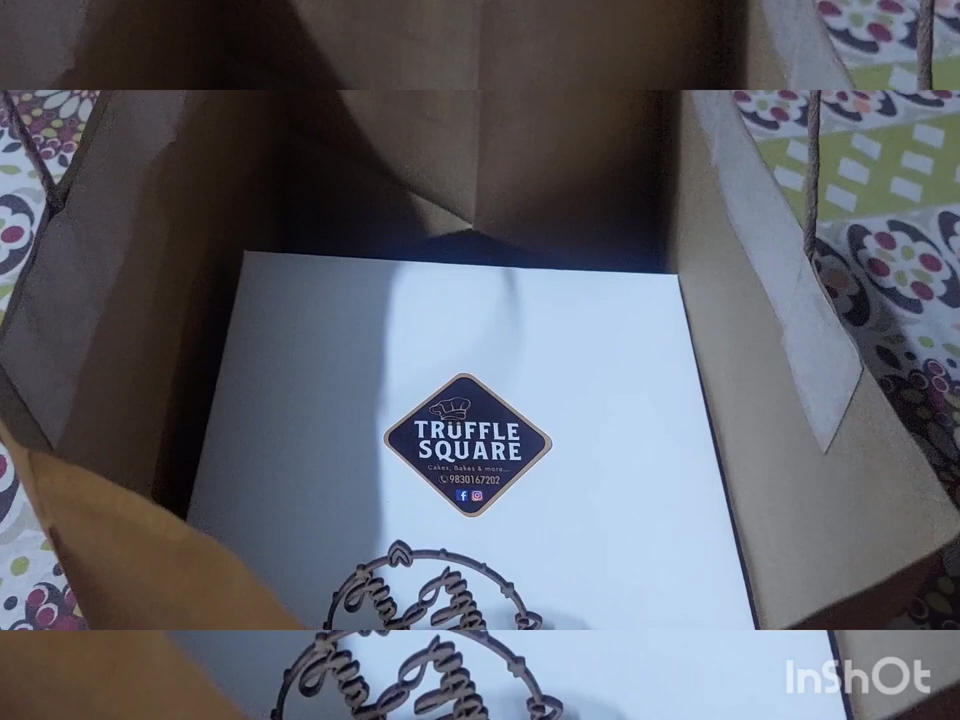 TRUFFLE
SQUARE
Cakes, Bakes & more...
9830167202
InShOt